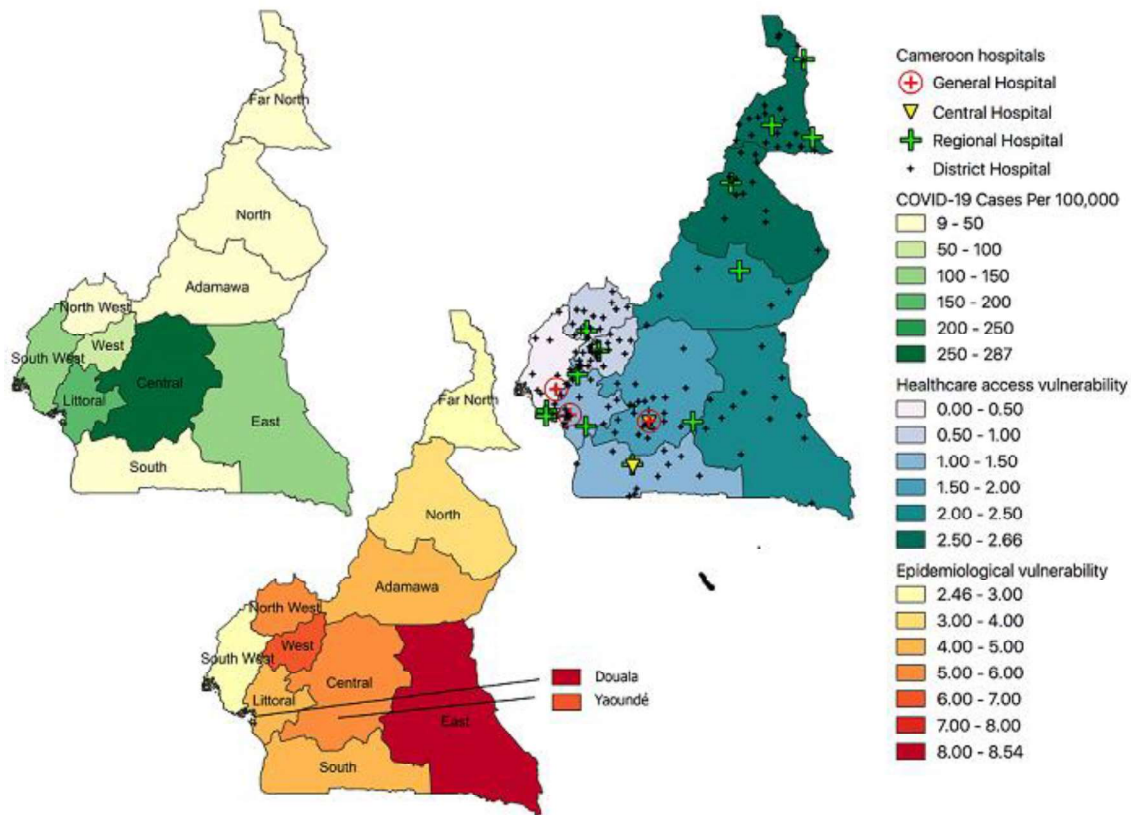 Far North
North
Adamawa
North West
West
South West
Littoral
Central
East
South
Far North
North
Adamawa
North West
West
South West
Littoral
Central
East
South
Douala
Yaoundé
Cameroon hospitals
General Hospital
Central Hospital
Regional Hospital
District Hospital
COVID-19 Cases Per 100,000
9 - 50
50 - 100
100 - 150
150 - 200
200 - 250
250 - 287
Healthcare access vulnerability
0.00 - 0.50
0.50 - 1.00
1.00 - 1.50
1.50 - 2.00
2.00 - 2.50
2.50 - 2.66
Epidemiological vulnerability
2.46 - 3.00
3.00 - 4.00
4.00 - 5.00
5.00 - 6.00
6.00 - 7.00
7.00 - 8.00
8.00 - 8.54